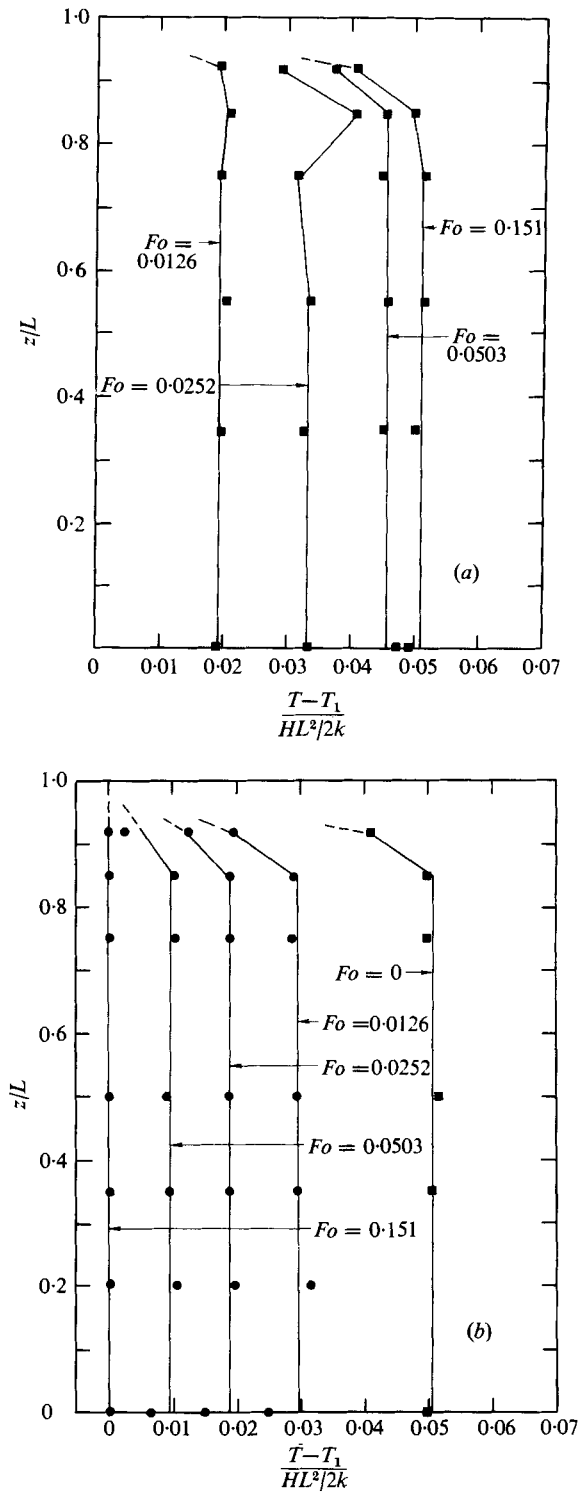 1·0
0·8
0·6
0·4
0·2
z/L
Fo =
0·0126
Fo = 0·151
Fo =
0·0503
Fo = 0·0252
(a)
0
0·01
0·02
0·03
0·04
0·05
0·06
0·07
T−T₁
HL²/2k
1·0
0·8
0·6
0·4
0·2
0
z/L
Fo = 0
Fo = 0·0126
Fo = 0·0252
Fo = 0·0503
Fo = 0·151
(b)
0
0·01
0·02
0·03
0·04
0·05
0·06
0·07
T−T₁
HL²/2k